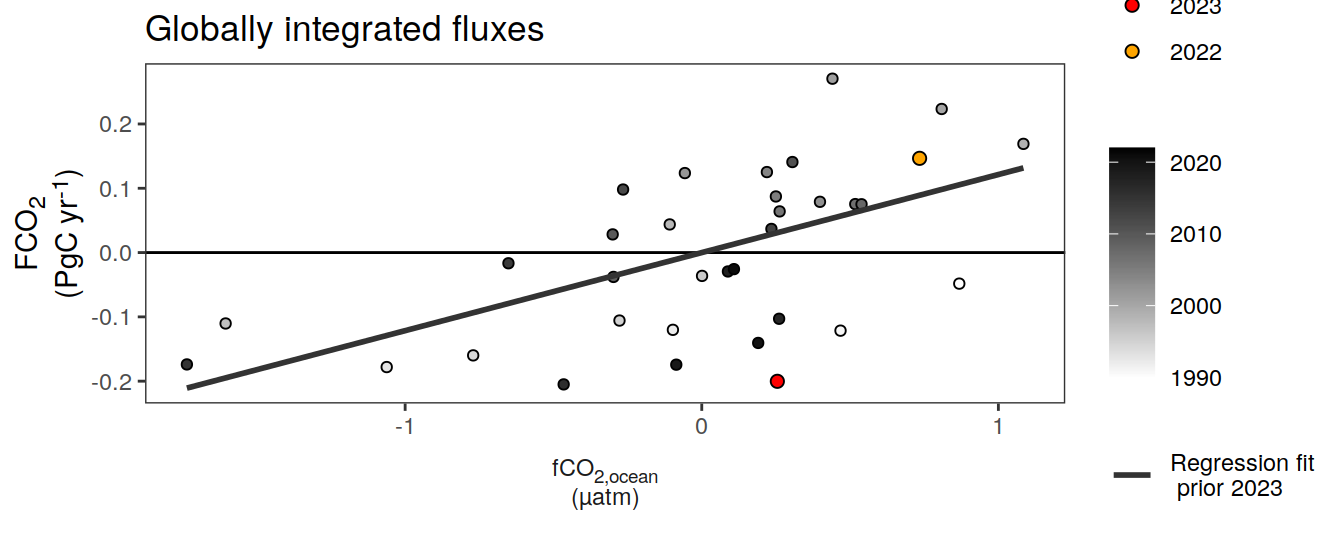 Globally integrated fluxes
FCO₂
(PgC yr⁻¹)
0.2
0.1
0.0
-0.1
-0.2
-1
0
1
fCO₂,ocean
(µatm)
2023
2022
2020
2010
2000
1990
Regression fit
prior 2023